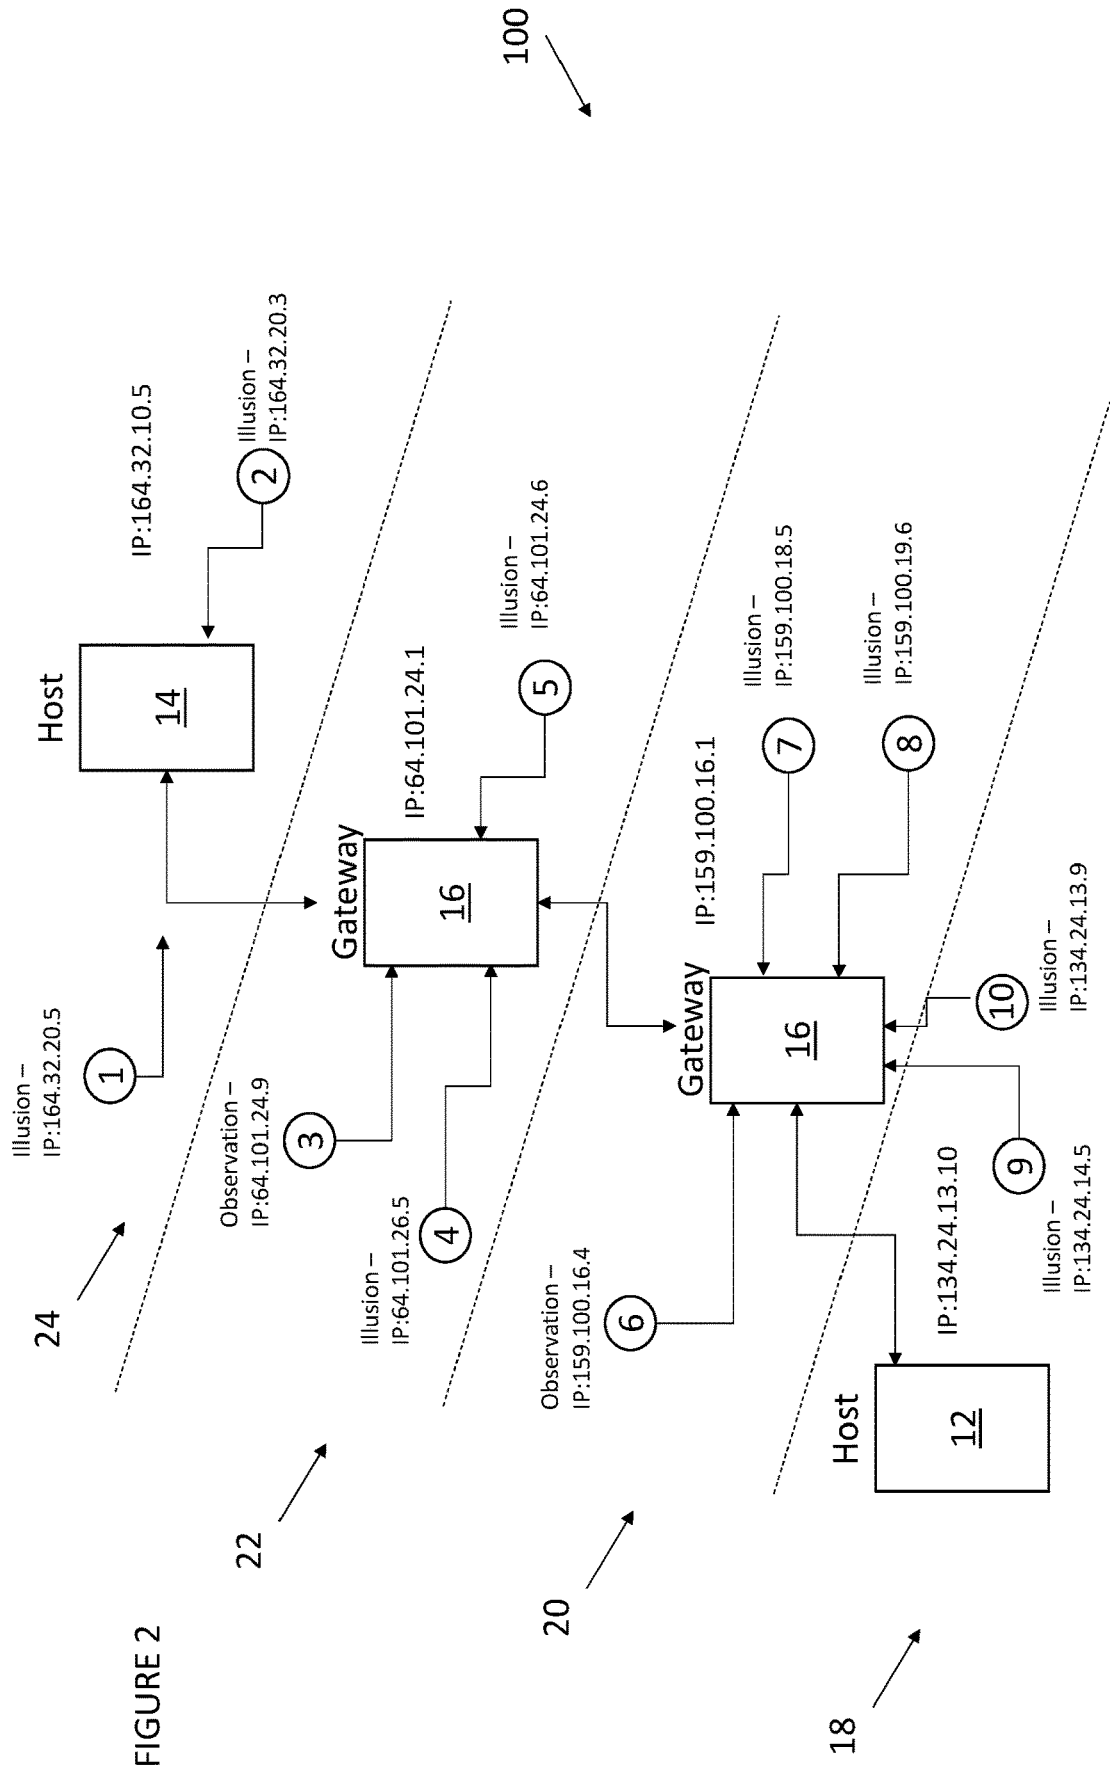 FIGURE 2
100
24
Illusion –
IP:164.32.20.5
1
Host
14
IP:164.32.10.5
2
Illusion –
IP:164.32.20.3
22
Observation –
IP:64.101.24.9
3
Illusion –
IP:64.101.26.5
4
Gateway
16
IP:64.101.24.1
5
Illusion –
IP:64.101.24.6
20
Observation –
IP:159.100.16.4
6
Gateway
16
IP:159.100.16.1
7
Illusion –
IP:159.100.18.5
8
Illusion –
IP:159.100.19.6
18
Host
12
IP:134.24.13.10
9
Illusion –
IP:134.24.14.5
10
Illusion –
IP:134.24.13.9